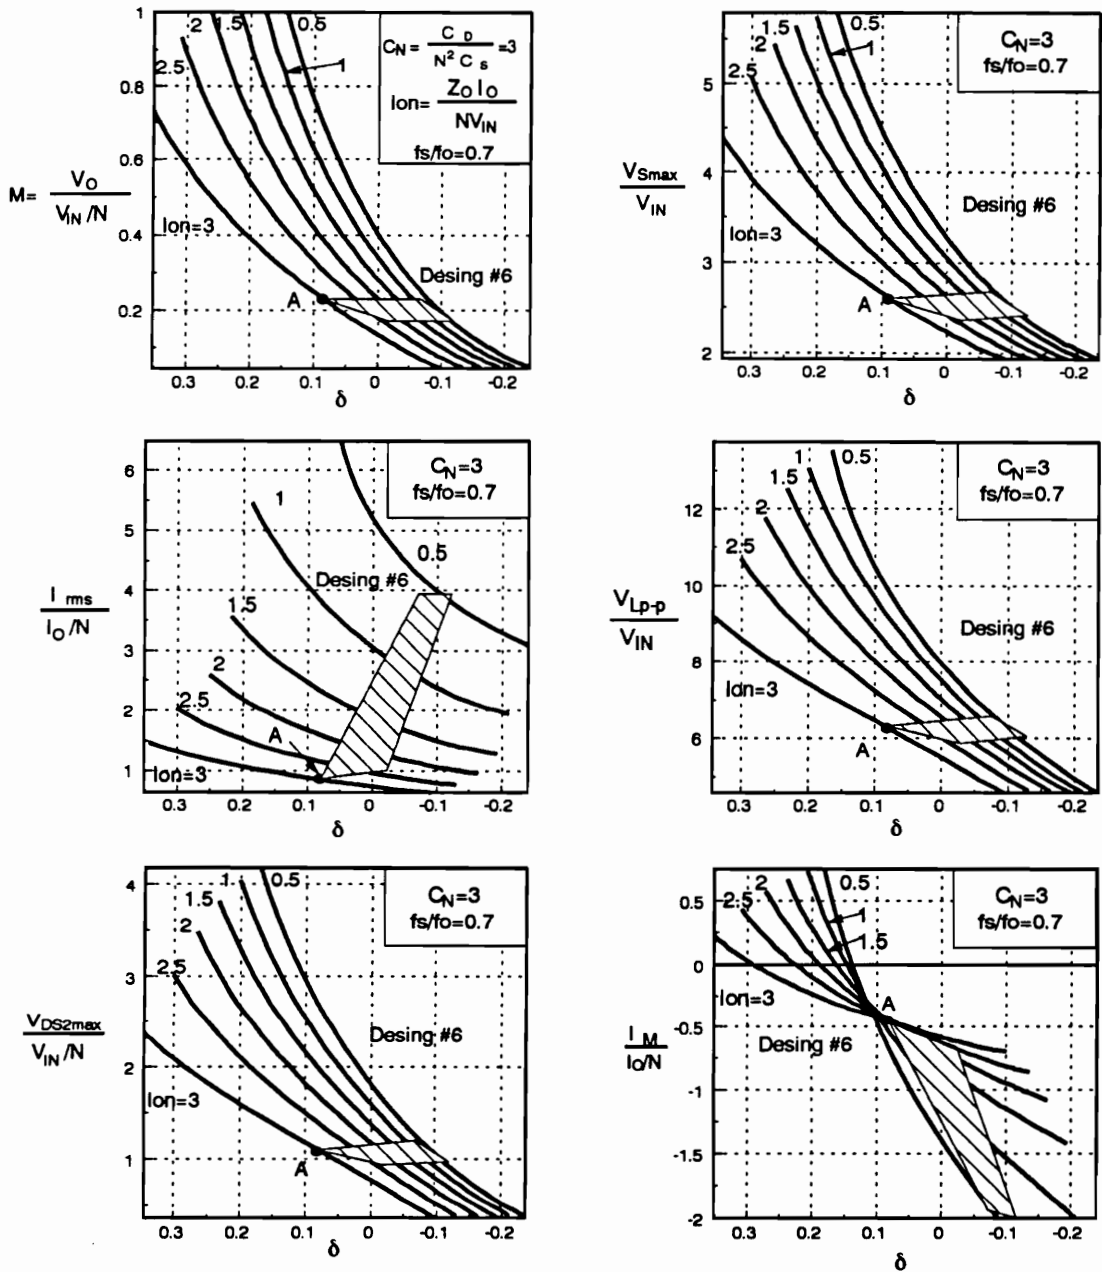 M= V_O / V_IN /N
1
0.8
0.6
0.4
0.2
2.5
2
1.5
0.5
1
C_N = C_D / N² C_s =3
Ion= Z_O I_O / NV_IN
fs/fo=0.7
Ion=3
Desing #6
A
0.3 0.2 0.1 0 -0.1 -0.2
δ
V_Smax / V_IN
5
4
3
2
2.5
2
1.5
0.5
1
C_N=3
fs/fo=0.7
Desing #6
Ion=3
A
0.3 0.2 0.1 0 -0.1 -0.2
δ
I_rms / I_O/N
6
5
4
3
2
1
C_N=3
fs/fo=0.7
1
0.5
Desing #6
1.5
2
2.5
A
Ion=3
0.3 0.2 0.1 0 -0.1 -0.2
δ
V_Lp-p / V_IN
12
10
8
6
2.5
2
1.5
1
0.5
C_N=3
fs/fo=0.7
Desing #6
Ion=3
A
0.3 0.2 0.1 0 -0.1 -0.2
δ
V_DS2max / V_IN/N
4
3
2
1
2.5
2
1.5
1
0.5
C_N=3
fs/fo=0.7
Desing #6
Ion=3
A
0.3 0.2 0.1 0 -0.1 -0.2
δ
I_M / I_O/N
0.5
0
-0.5
-1
-1.5
-2
2.5
2
0.5
1
1.5
C_N=3
fs/fo=0.7
Ion=3
A
Desing #6
0.3 0.2 0.1 0 -0.1 -0.2
δ